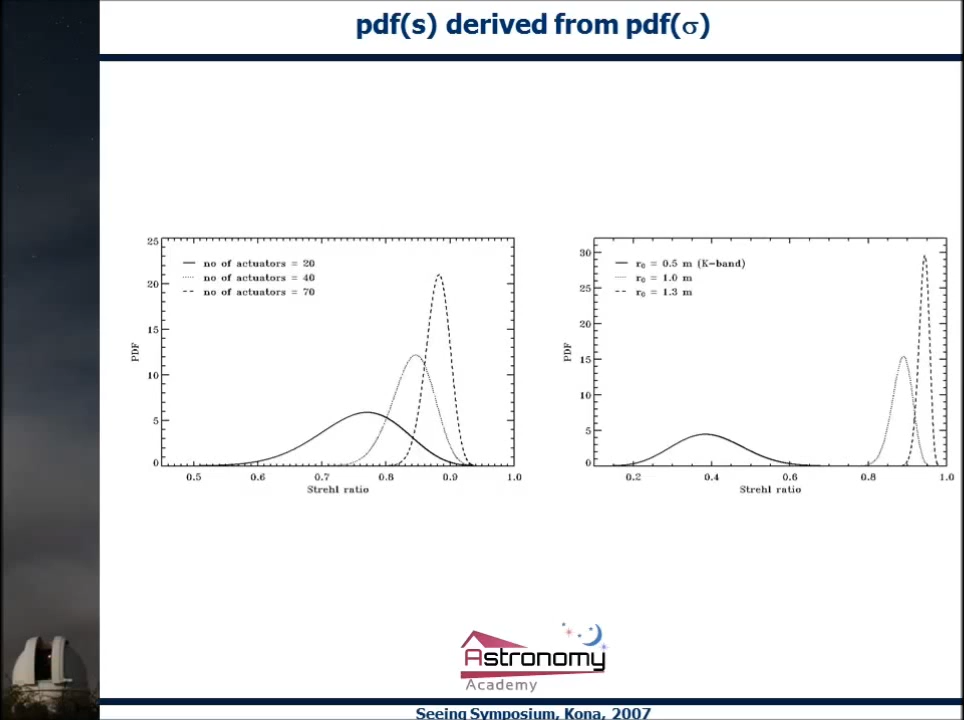 pdf(s) derived from pdf(σ)
25
20
15
10
5
0
PDF
no of actuators = 20
no of actuators = 40
no of actuators = 70
0.5 0.6 0.7 0.8 0.9 1.0
Strehl ratio
30
25
20
15
10
5
0
PDF
r₀ = 0.5 m (K-band)
r₀ = 1.0 m
r₀ = 1.3 m
0.2 0.4 0.6 0.8 1.0
Strehl ratio
Astronomy
Academy
Seeing Symposium, Kona, 2007